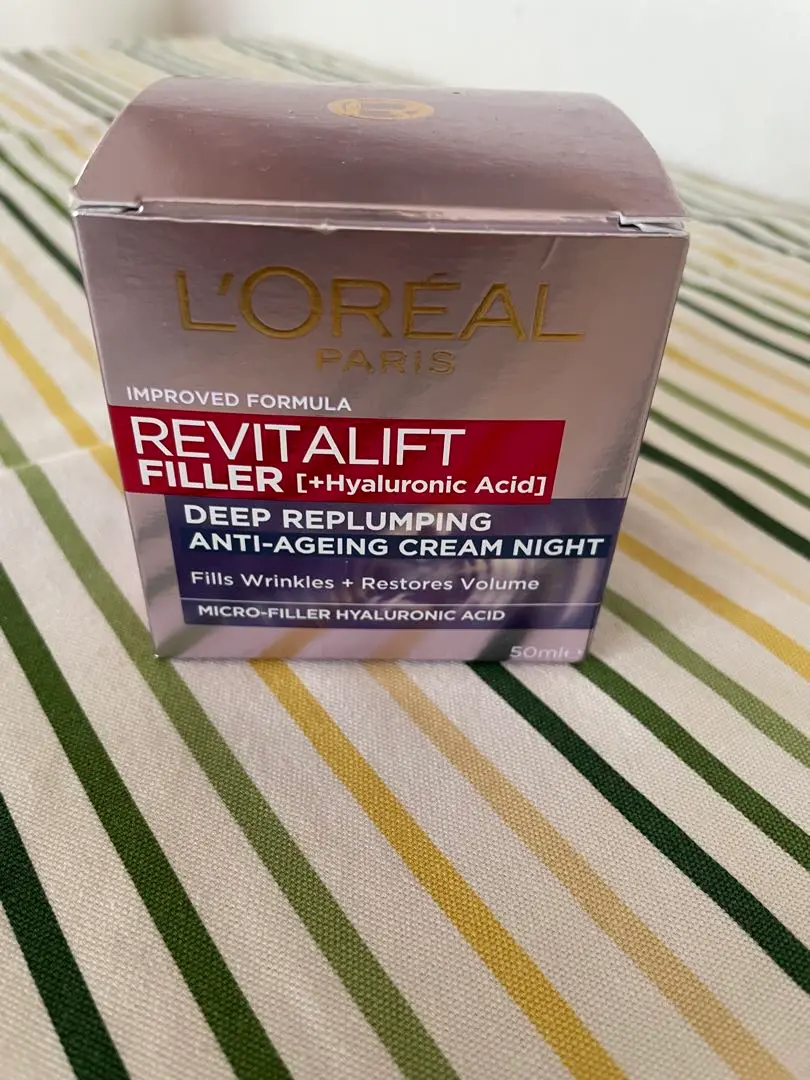 L'ORÉAL
PARIS
IMPROVED FORMULA
REVITALIFT
FILLER [+Hyaluronic Acid]
DEEP REPLUMPING
ANTI-AGEING CREAM NIGHT
Fills Wrinkles + Restores Volume
MICRO-FILLER HYALURONIC ACID
50ml